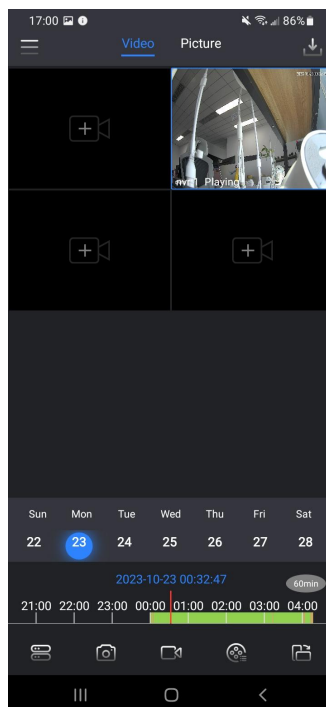 17:00 86%
Video Picture
nvr1 Playing
Sun Mon Tue Wed Thu Fri Sat
22 23 24 25 26 27 28
2023-10-23 00:32:47
60min
21:00 22:00 23:00 00:00 01:00 02:00 03:00 04:00